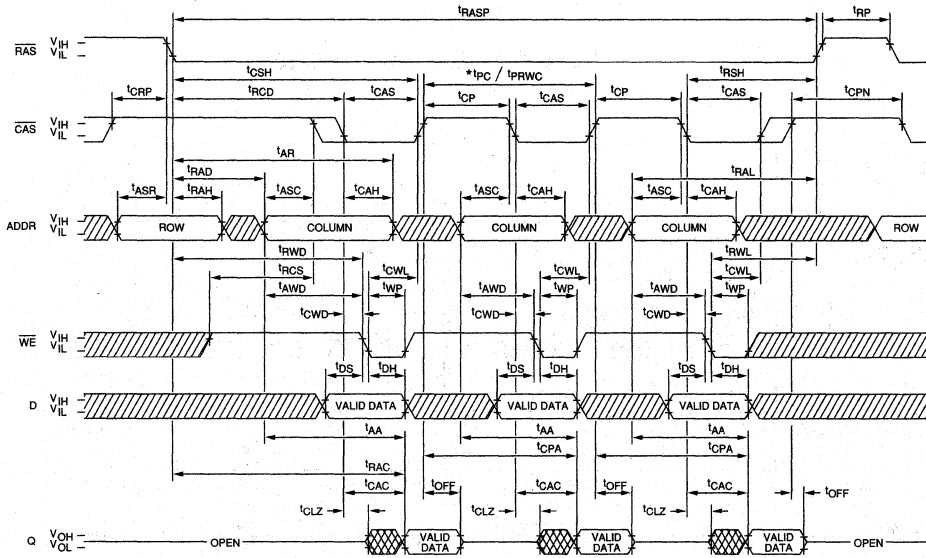 tRASP
tRP
RAS VIH VIL
tCSH
*tPC / tPRWC
tRSH
tCRP
tRCD
tCAS
tCP
tCAS
tCP
tCAS
tCPN
CAS VIH VIL
tAR
tRAD
tRAL
tASR
tRAH
tASC
tCAH
tASC
tCAH
tASC
tCAH
ADDR VIH VIL
ROW
COLUMN
COLUMN
COLUMN
ROW
tRWD
tRWL
tRCS
tCWL
tCWL
tCWL
tAWD
tWP
tAWD
tWP
tAWD
tWP
tCWD
tCWD
tCWD
WE VIH VIL
tDS
tDH
tDS
tDH
tDS
tDH
D VIH VIL
VALID DATA
VALID DATA
VALID DATA
tAA
tAA
tAA
tCPA
tCPA
tRAC
tCAC
tOFF
tCAC
tOFF
tCAC
tOFF
tCLZ
tCLZ
tCLZ
Q VOH VOL
OPEN
VALID DATA
VALID DATA
VALID DATA
OPEN